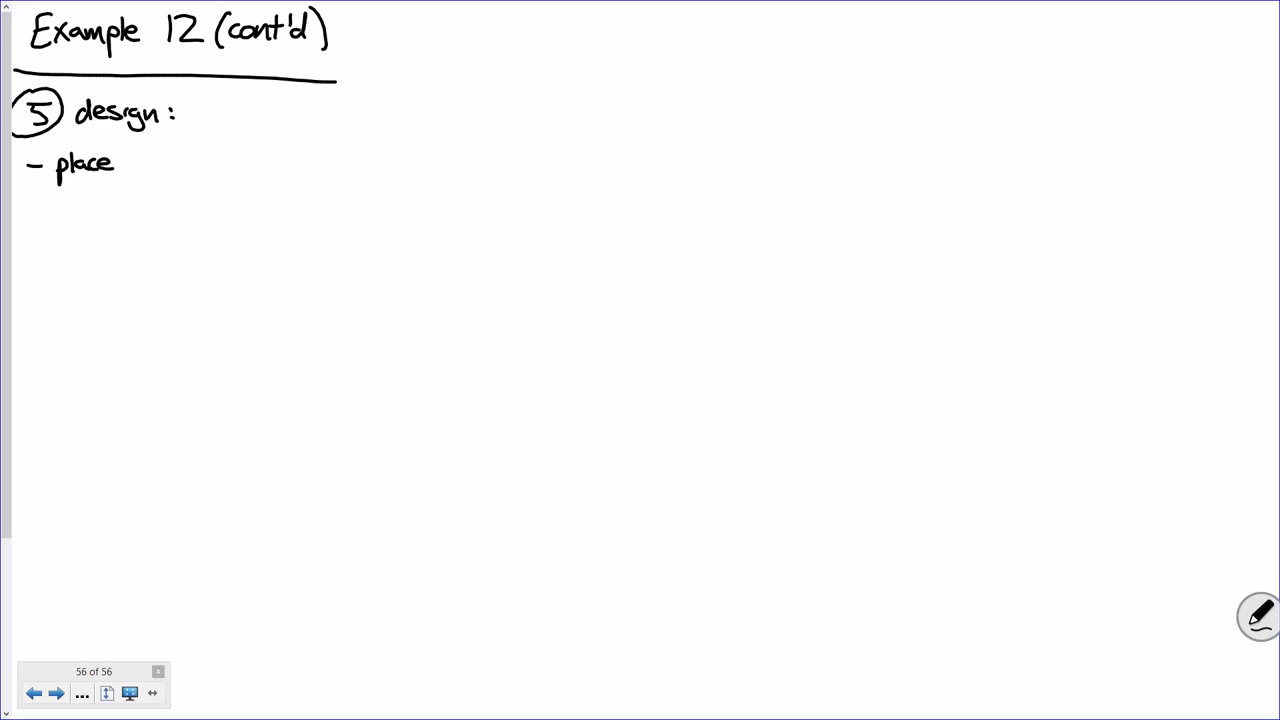 Example 12 (cont'd)
5 design:
- place
56 of 56
...